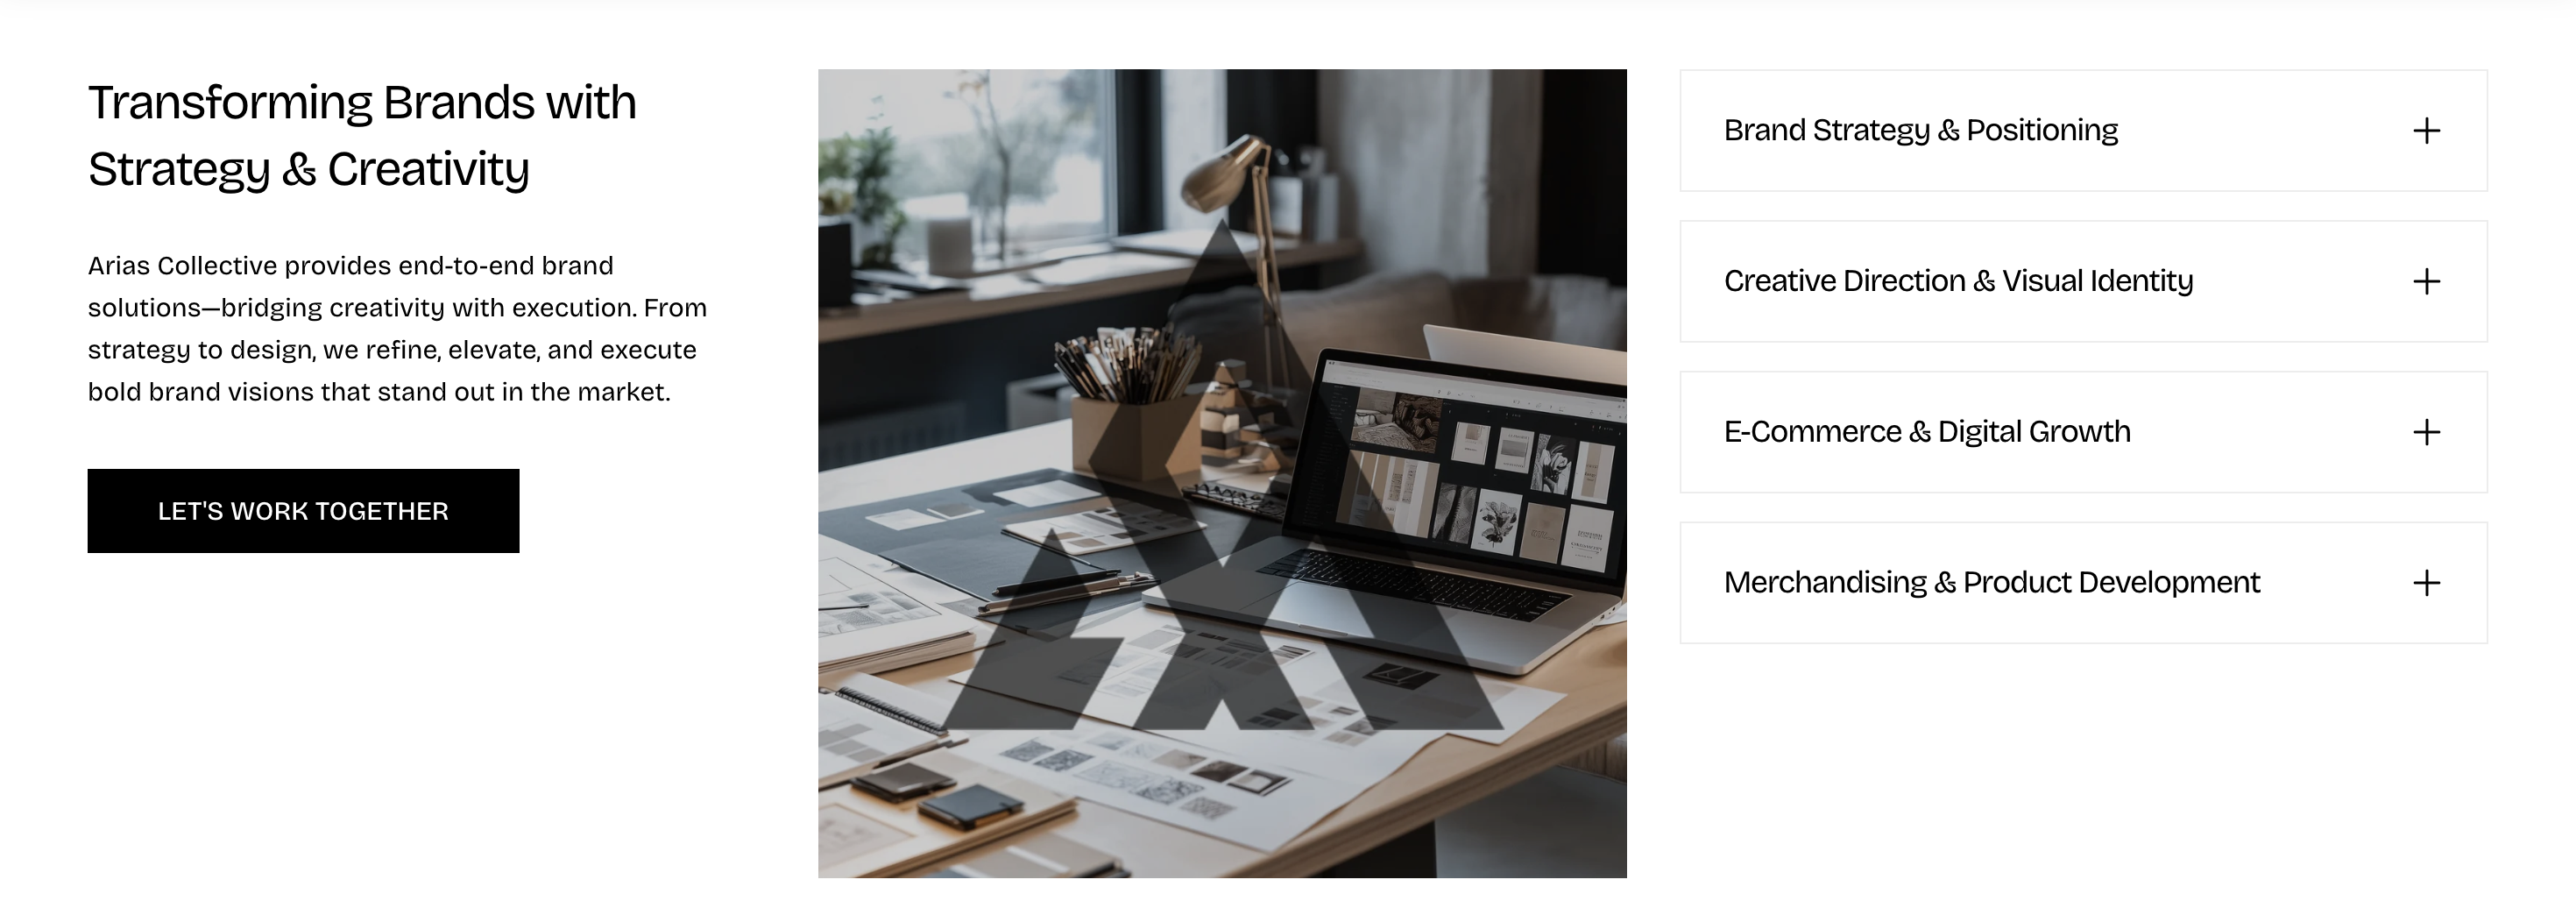 Transforming Brands with
Strategy & Creativity
Arias Collective provides end-to-end brand
solutions—bridging creativity with execution. From
strategy to design, we refine, elevate, and execute
bold brand visions that stand out in the market.
LET'S WORK TOGETHER
Brand Strategy & Positioning
Creative Direction & Visual Identity
E-Commerce & Digital Growth
Merchandising & Product Development